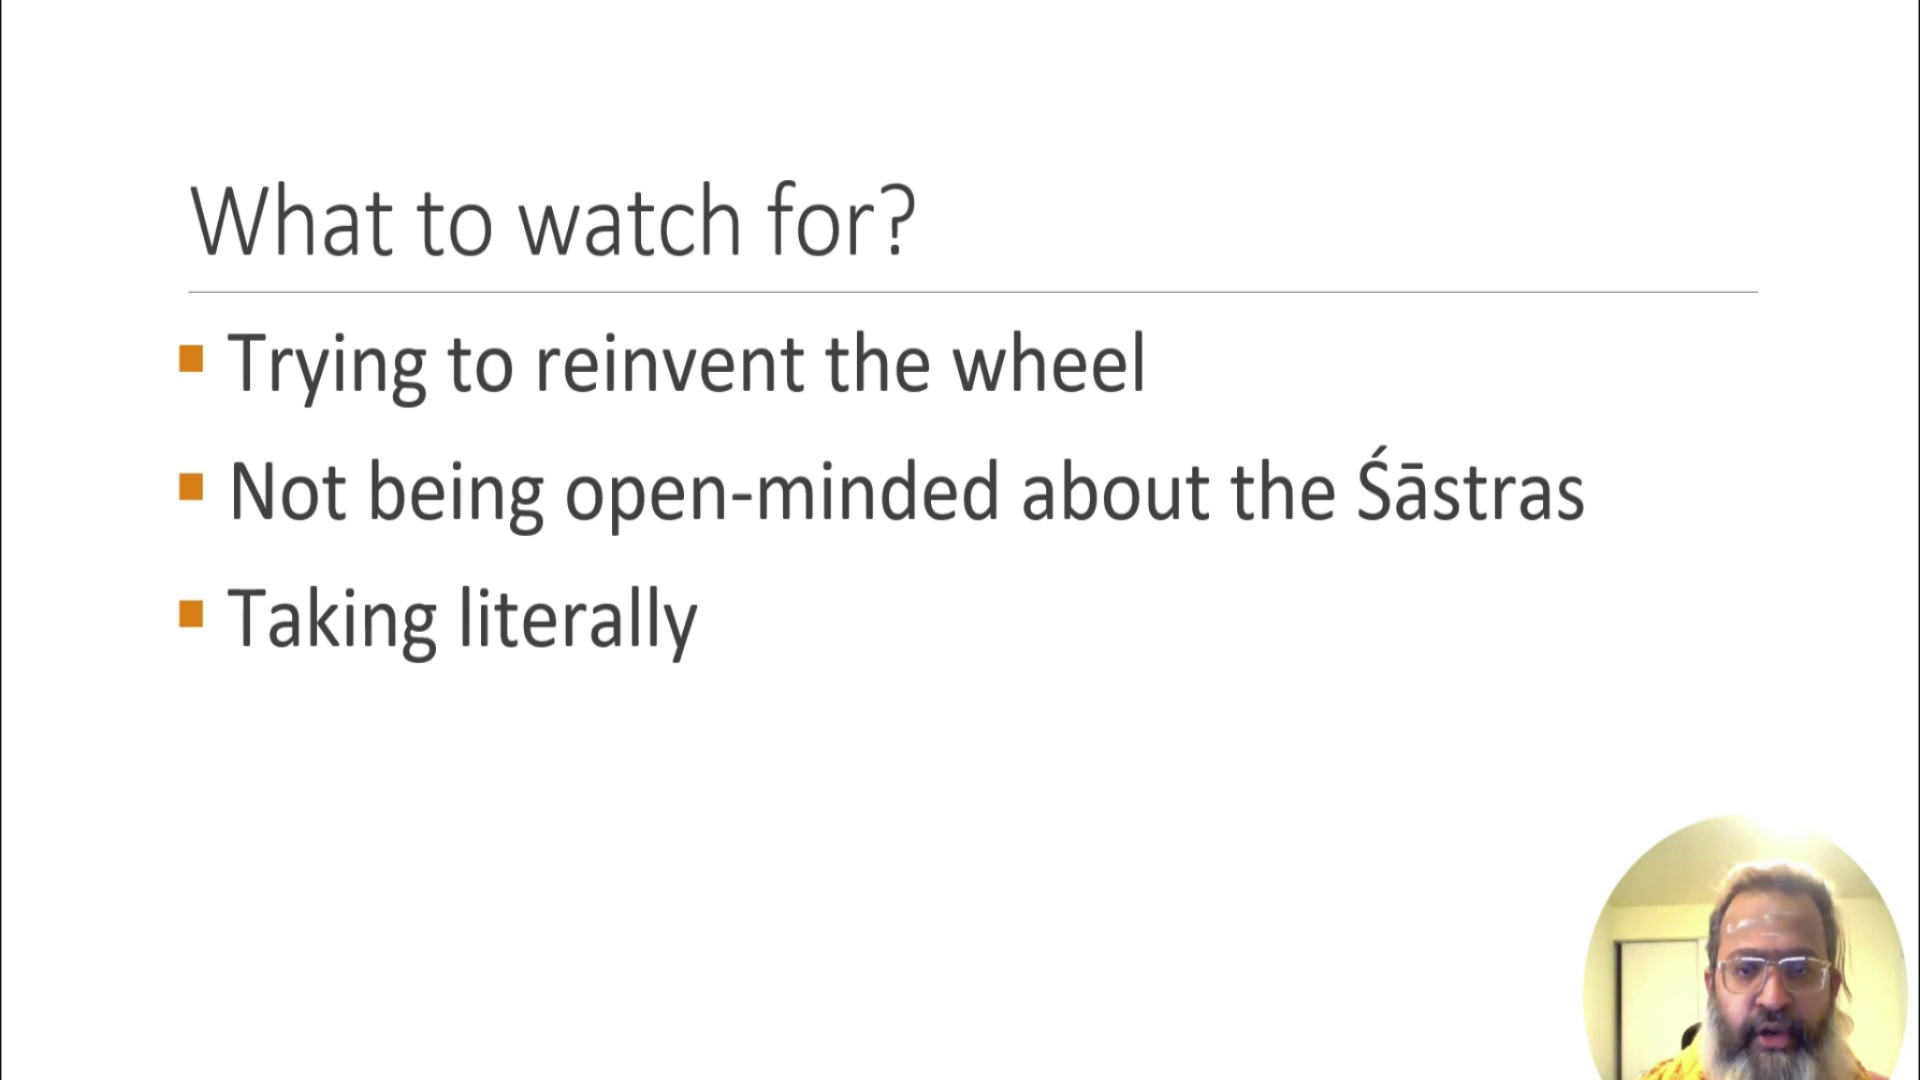 What to watch for?
Trying to reinvent the wheel
Not being open-minded about the Śāstras
Taking literally